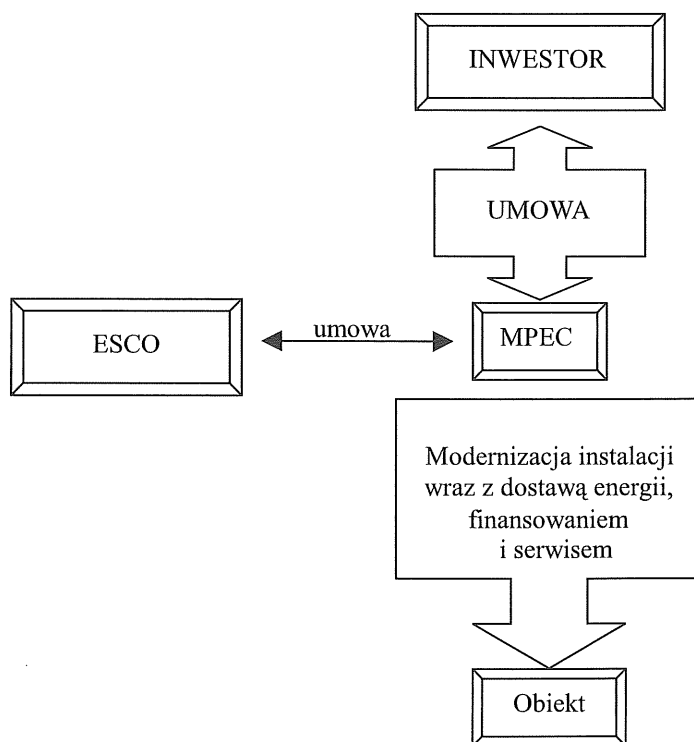 INWESTOR
UMOWA
ESCO
umowa
MPEC
Modernizacja instalacji
wraz z dostawą energii,
finansowaniem
i serwisem
Obiekt